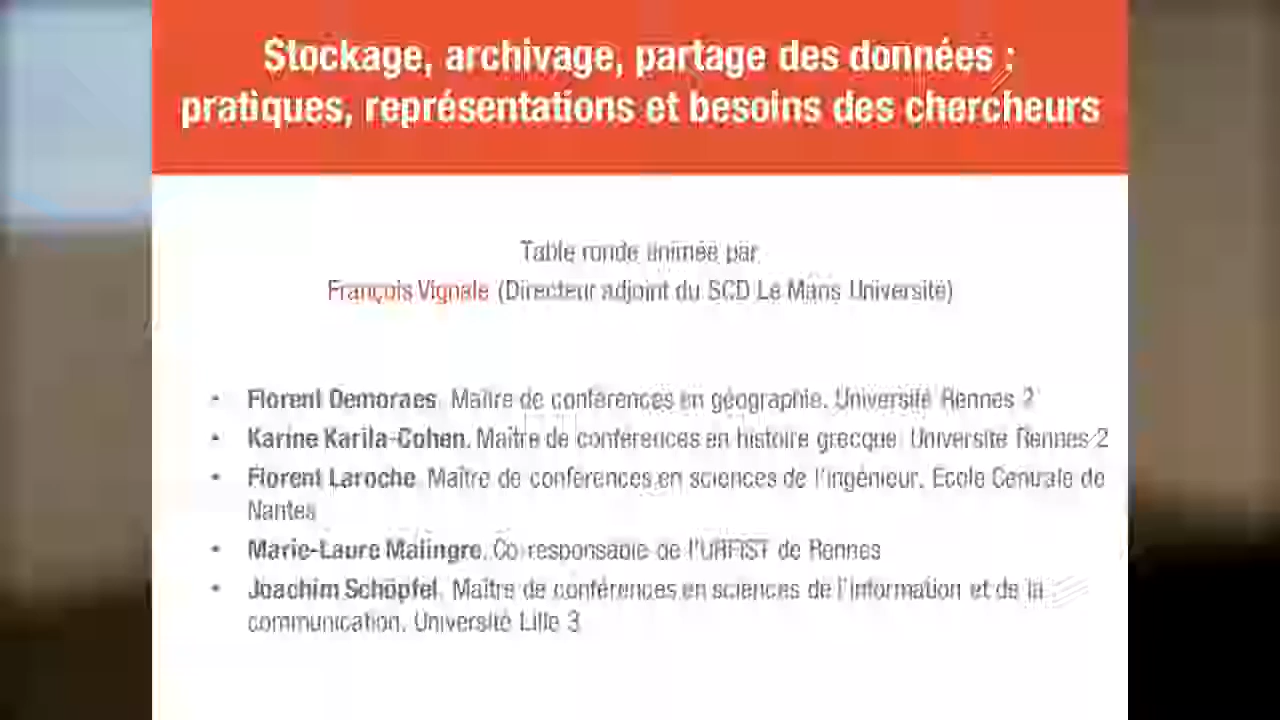 Stockage, archivage, partage des données :
pratiques, représentations et besoins des chercheurs
Table ronde animée par
François Vignale (Directeur adjoint du SCD Le Mans Université)
• Florent Demoraes. Maître de conférences en géographie. Université Rennes 2
• Karine Karila-Cohen. Maître de conférences en histoire grecque. Université Rennes 2
• Florent Laroche. Maître de conférences en sciences de l'ingénieur. Ecole Centrale de
Nantes
• Marie-Laure Malingre. Co-responsable de l'URFIST de Rennes
• Joachim Schöpfel. Maître de conférences en sciences de l'information et de la
communication. Université Lille 3